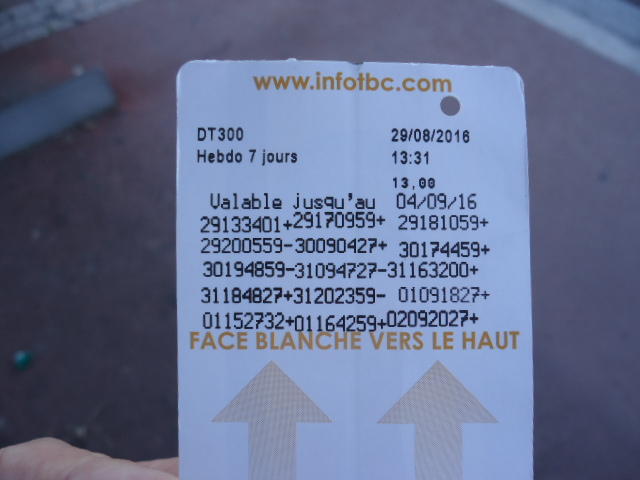 www.infotbc.com
DT300 29/08/2016
Hebdo 7 jours 13:31
13,00
Valable jusqu'au 04/09/16
29133401+29170959+ 29181059+
29200559-30090427+ 30174459+
30194859-31094727-31163200+
31184827+31202359- 01091827+
01152732+01164259+02092027+
FACE BLANCHE VERS LE HAUT